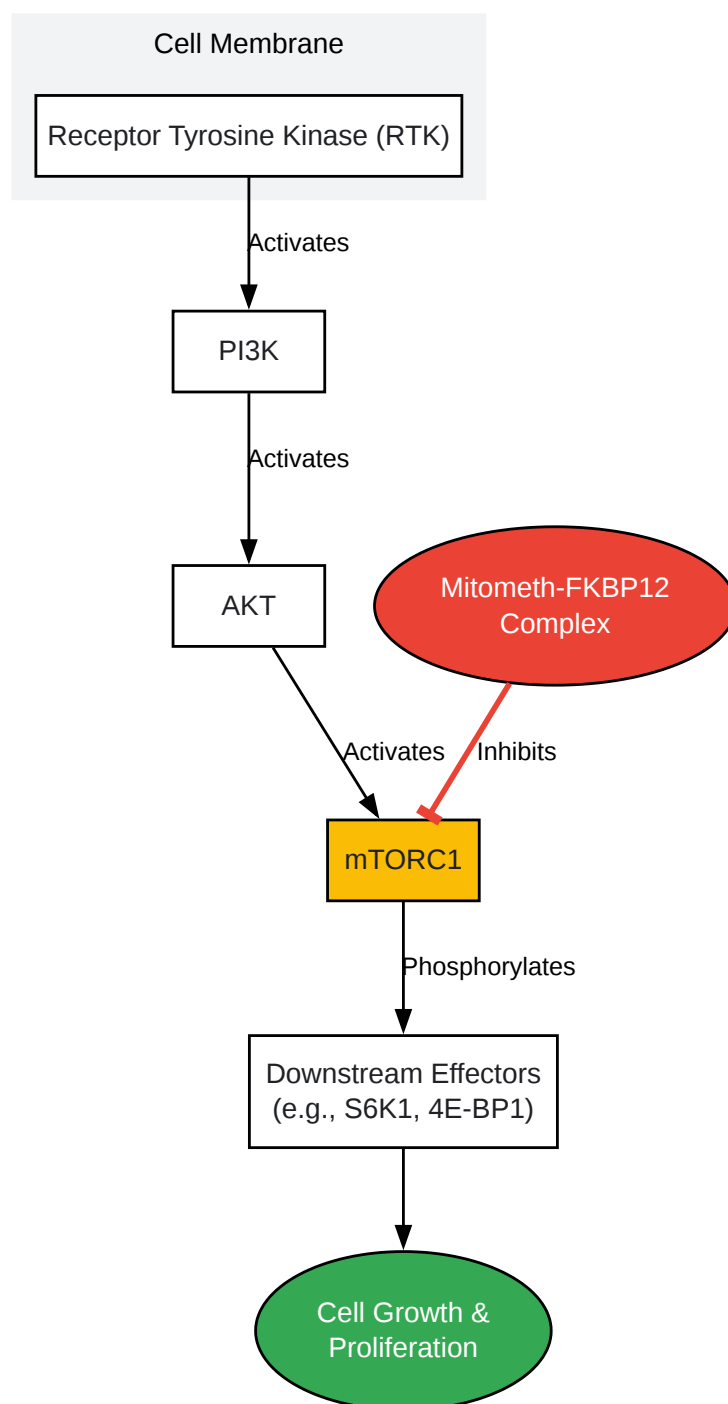 Cell Membrane
Receptor Tyrosine Kinase (RTK)
Activates
PI3K
Activates
AKT
Mitometh-FKBP12
Complex
Activates
Inhibits
mTORC1
Phosphorylates
Downstream Effectors
(e.g., S6K1, 4E-BP1)
Cell Growth &
Proliferation